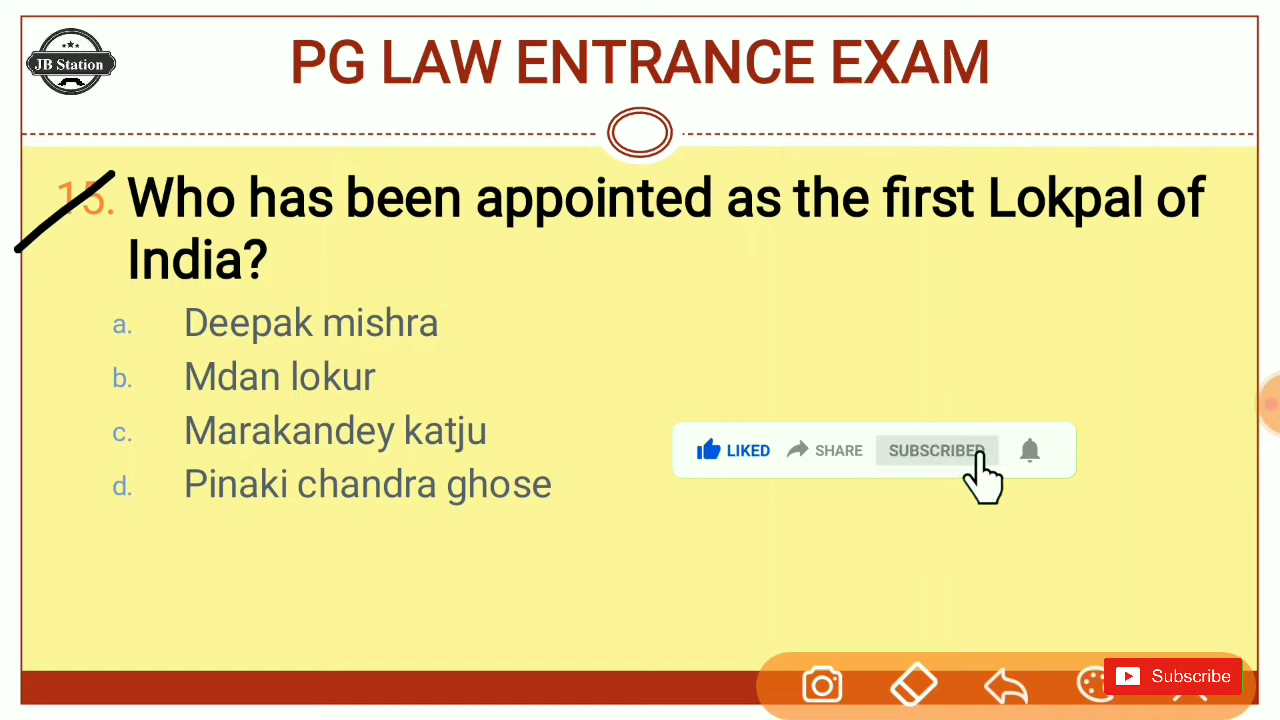 JB Station
PG LAW ENTRANCE EXAM
15. Who has been appointed as the first Lokpal of
India?
a. Deepak mishra
b. Mdan lokur
c. Marakandey katju
d. Pinaki chandra ghose
LIKED SHARE SUBSCRIBED
Subscribe